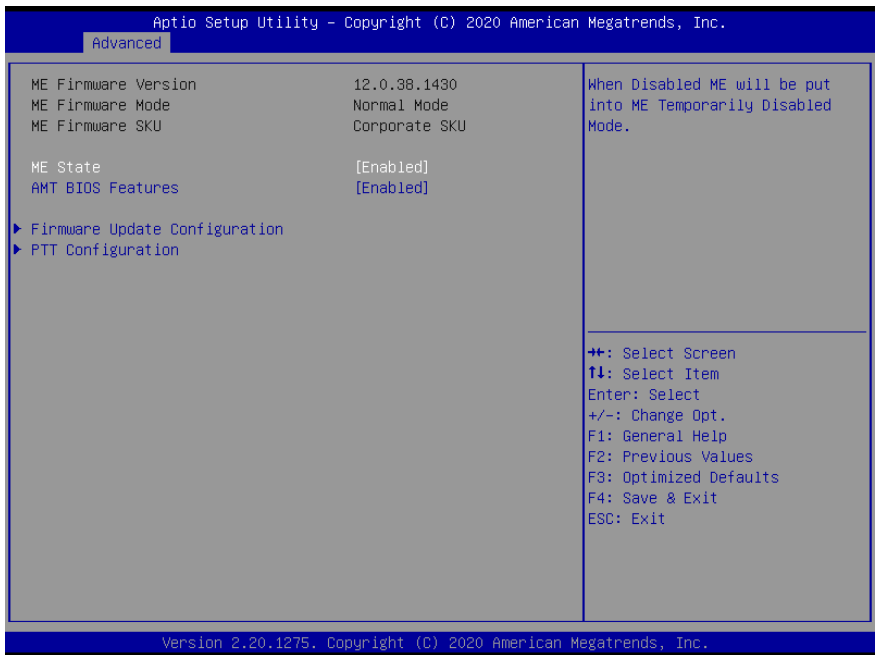 Aptio Setup Utility – Copyright (C) 2020 American Megatrends, Inc.
Advanced
ME Firmware Version 12.0.38.1430
ME Firmware Mode Normal Mode
ME Firmware SKU Corporate SKU
ME State [Enabled]
AMT BIOS Features [Enabled]
▶ Firmware Update Configuration
▶ PTT Configuration
When Disabled ME will be put
into ME Temporarily Disabled
Mode.
→←: Select Screen
↑↓: Select Item
Enter: Select
+/-: Change Opt.
F1: General Help
F2: Previous Values
F3: Optimized Defaults
F4: Save & Exit
ESC: Exit
Version 2.20.1275. Copyright (C) 2020 American Megatrends, Inc.